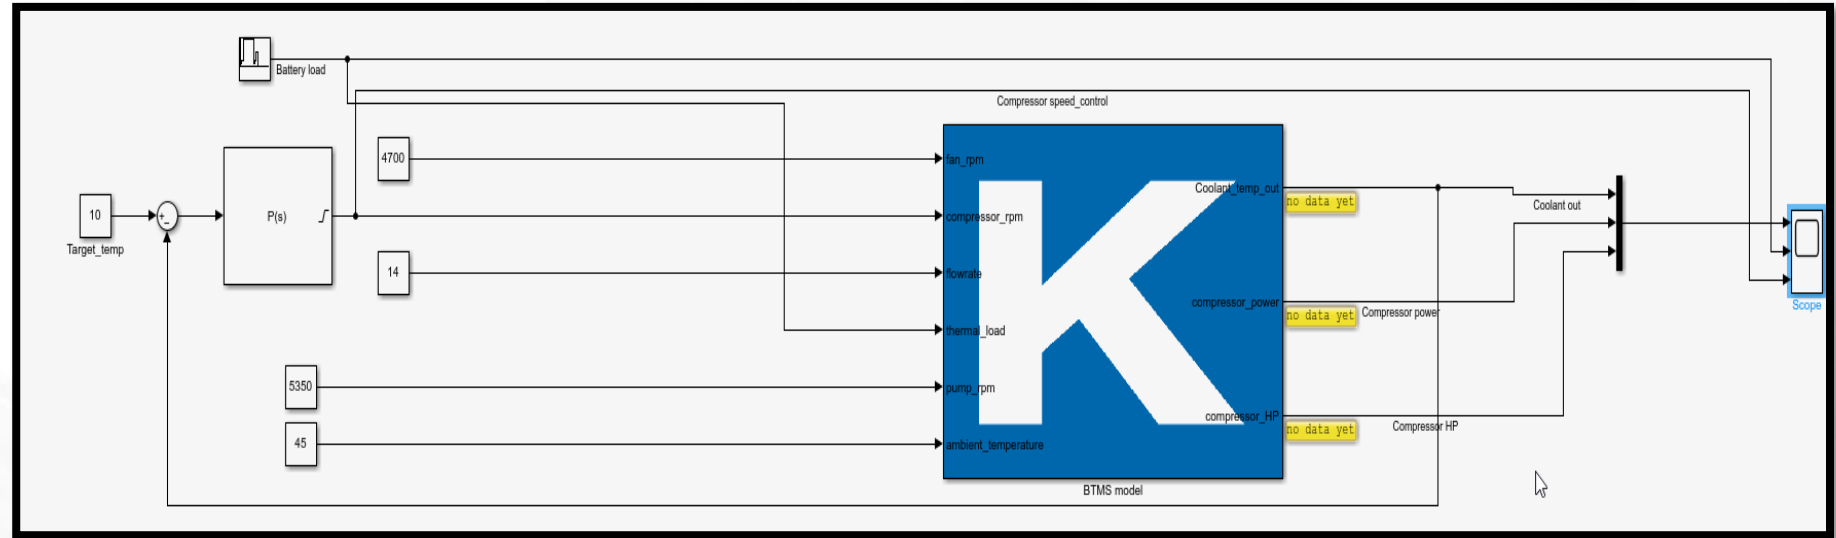 Battery load
Compressor speed_control
4700
fan_rpm
Coolant_temp_out
no data yet
Coolant out
10
+
-
P(s)
compressor_rpm
Target_temp
14
flowrate
compressor_power
no data yet
Compressor power
Scope
thermal_load
5350
pump_rpm
compressor_HP
no data yet
Compressor HP
45
ambient_temperature
BTMS model
K